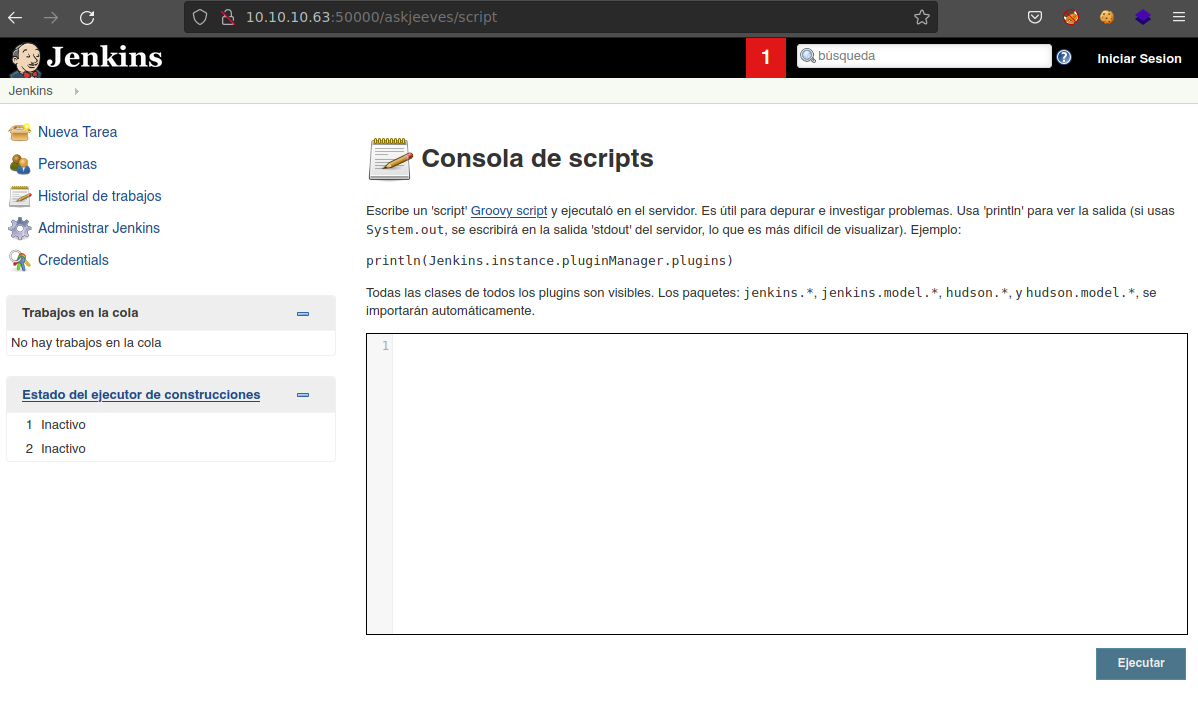 10.10.10.63:50000/askjeeves/script
Jenkins
1
búsqueda
Iniciar Sesion
Jenkins
Nueva Tarea
Personas
Historial de trabajos
Administrar Jenkins
Credentials
Trabajos en la cola
No hay trabajos en la cola
Estado del ejecutor de construcciones
1 Inactivo
2 Inactivo
Consola de scripts
Escribe un 'script' Groovy script y ejecutaló en el servidor. Es útil para depurar e investigar problemas. Usa 'println' para ver la salida (si usas
System.out, se escribirá en la salida 'stdout' del servidor, lo que es más difícil de visualizar). Ejemplo:
println(Jenkins.instance.pluginManager.plugins)
Todas las clases de todos los plugins son visibles. Los paquetes: jenkins.*, jenkins.model.*, hudson.*, y hudson.model.*, se
importarán automáticamente.
1
Ejecutar